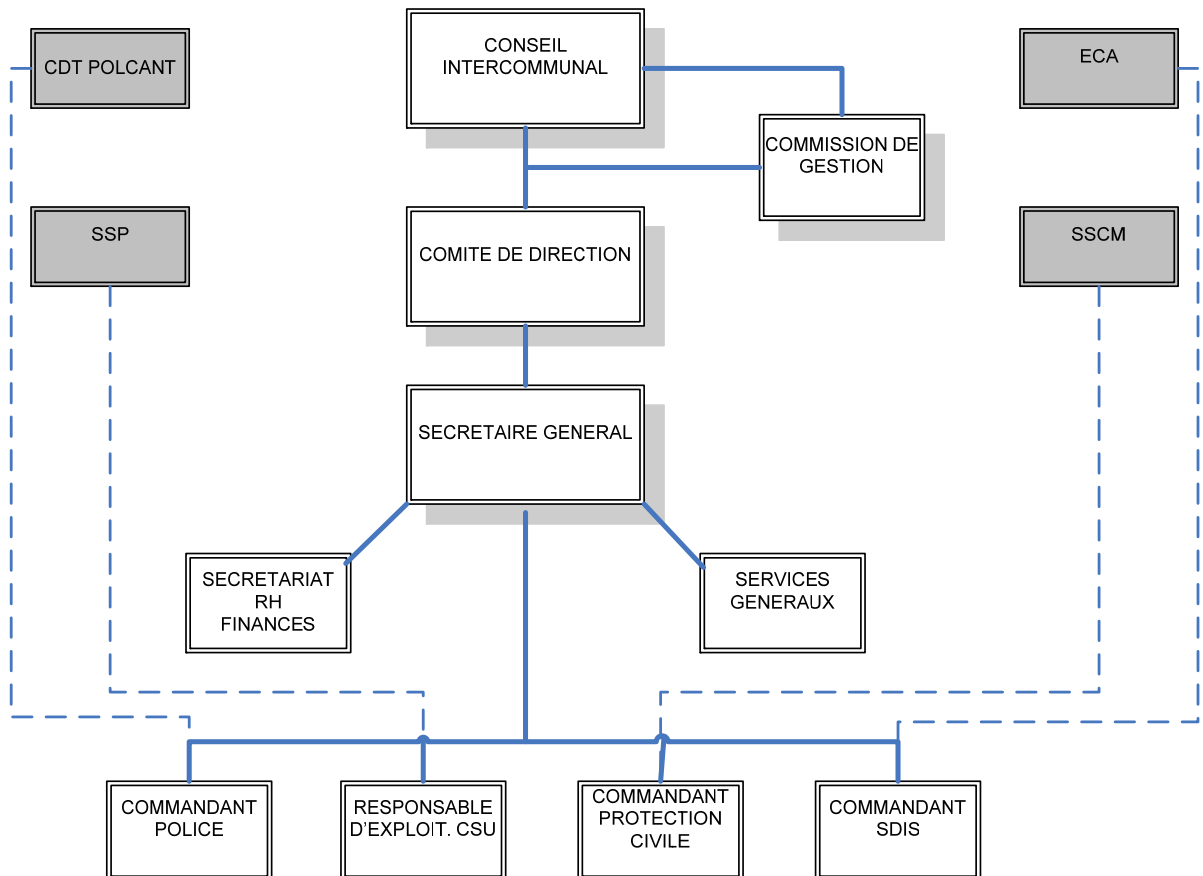 CDT POLCANT
CONSEIL
INTERCOMMUNAL
ECA
COMMISSION DE
GESTION
SSP
COMITE DE DIRECTION
SSCM
SECRETAIRE GENERAL
SECRETARIAT
RH
FINANCES
SERVICES
GENERAUX
COMMANDANT
POLICE
RESPONSABLE
D'EXPLOIT. CSU
COMMANDANT
PROTECTION
CIVILE
COMMANDANT
SDIS